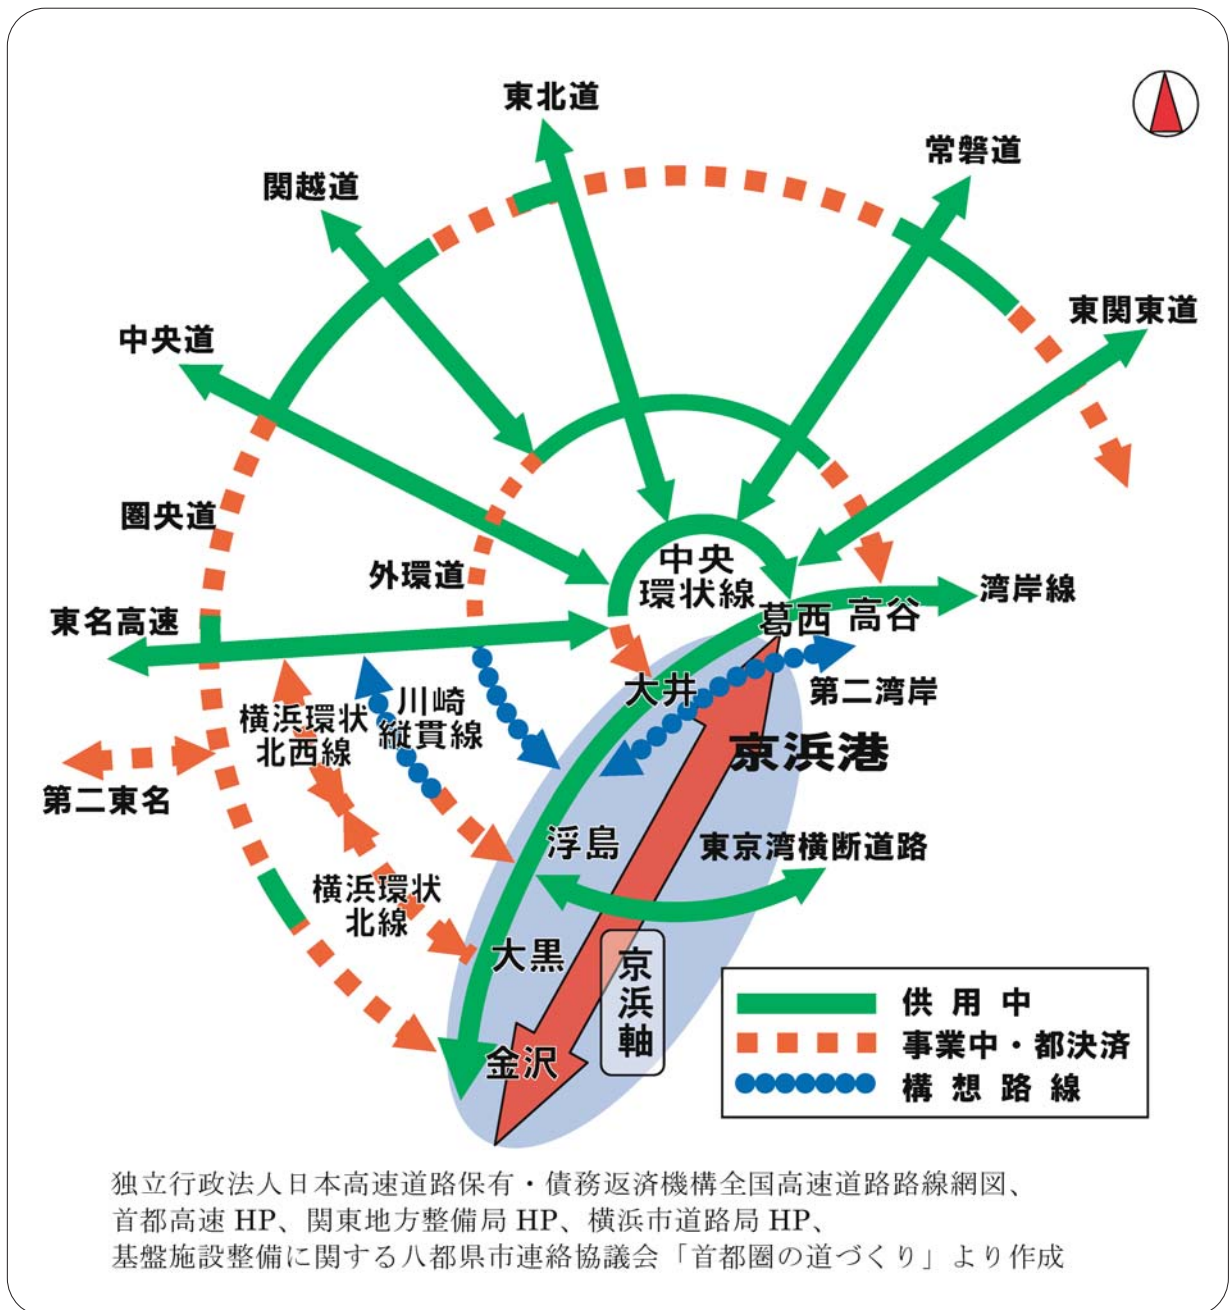 東北道
常磐道
関越道
東関東道
中央道
圏央道
外環道
中央
環状線
湾岸線
葛西
高谷
東名高速
大井
第二湾岸
川崎
縦貫線
横浜環状
北西線
京浜港
第二東名
浮島
東京湾横断道路
横浜環状
北線
大黒
京浜軸
金沢
供用中
事業中・都決済
構想路線
独立行政法人日本高速道路保有・債務返済機構全国高速道路路線網図、
首都高速 HP、関東地方整備局 HP、横浜市道路局 HP、
基盤施設整備に関する八都県市連絡協議会「首都圏の道づくり」より作成